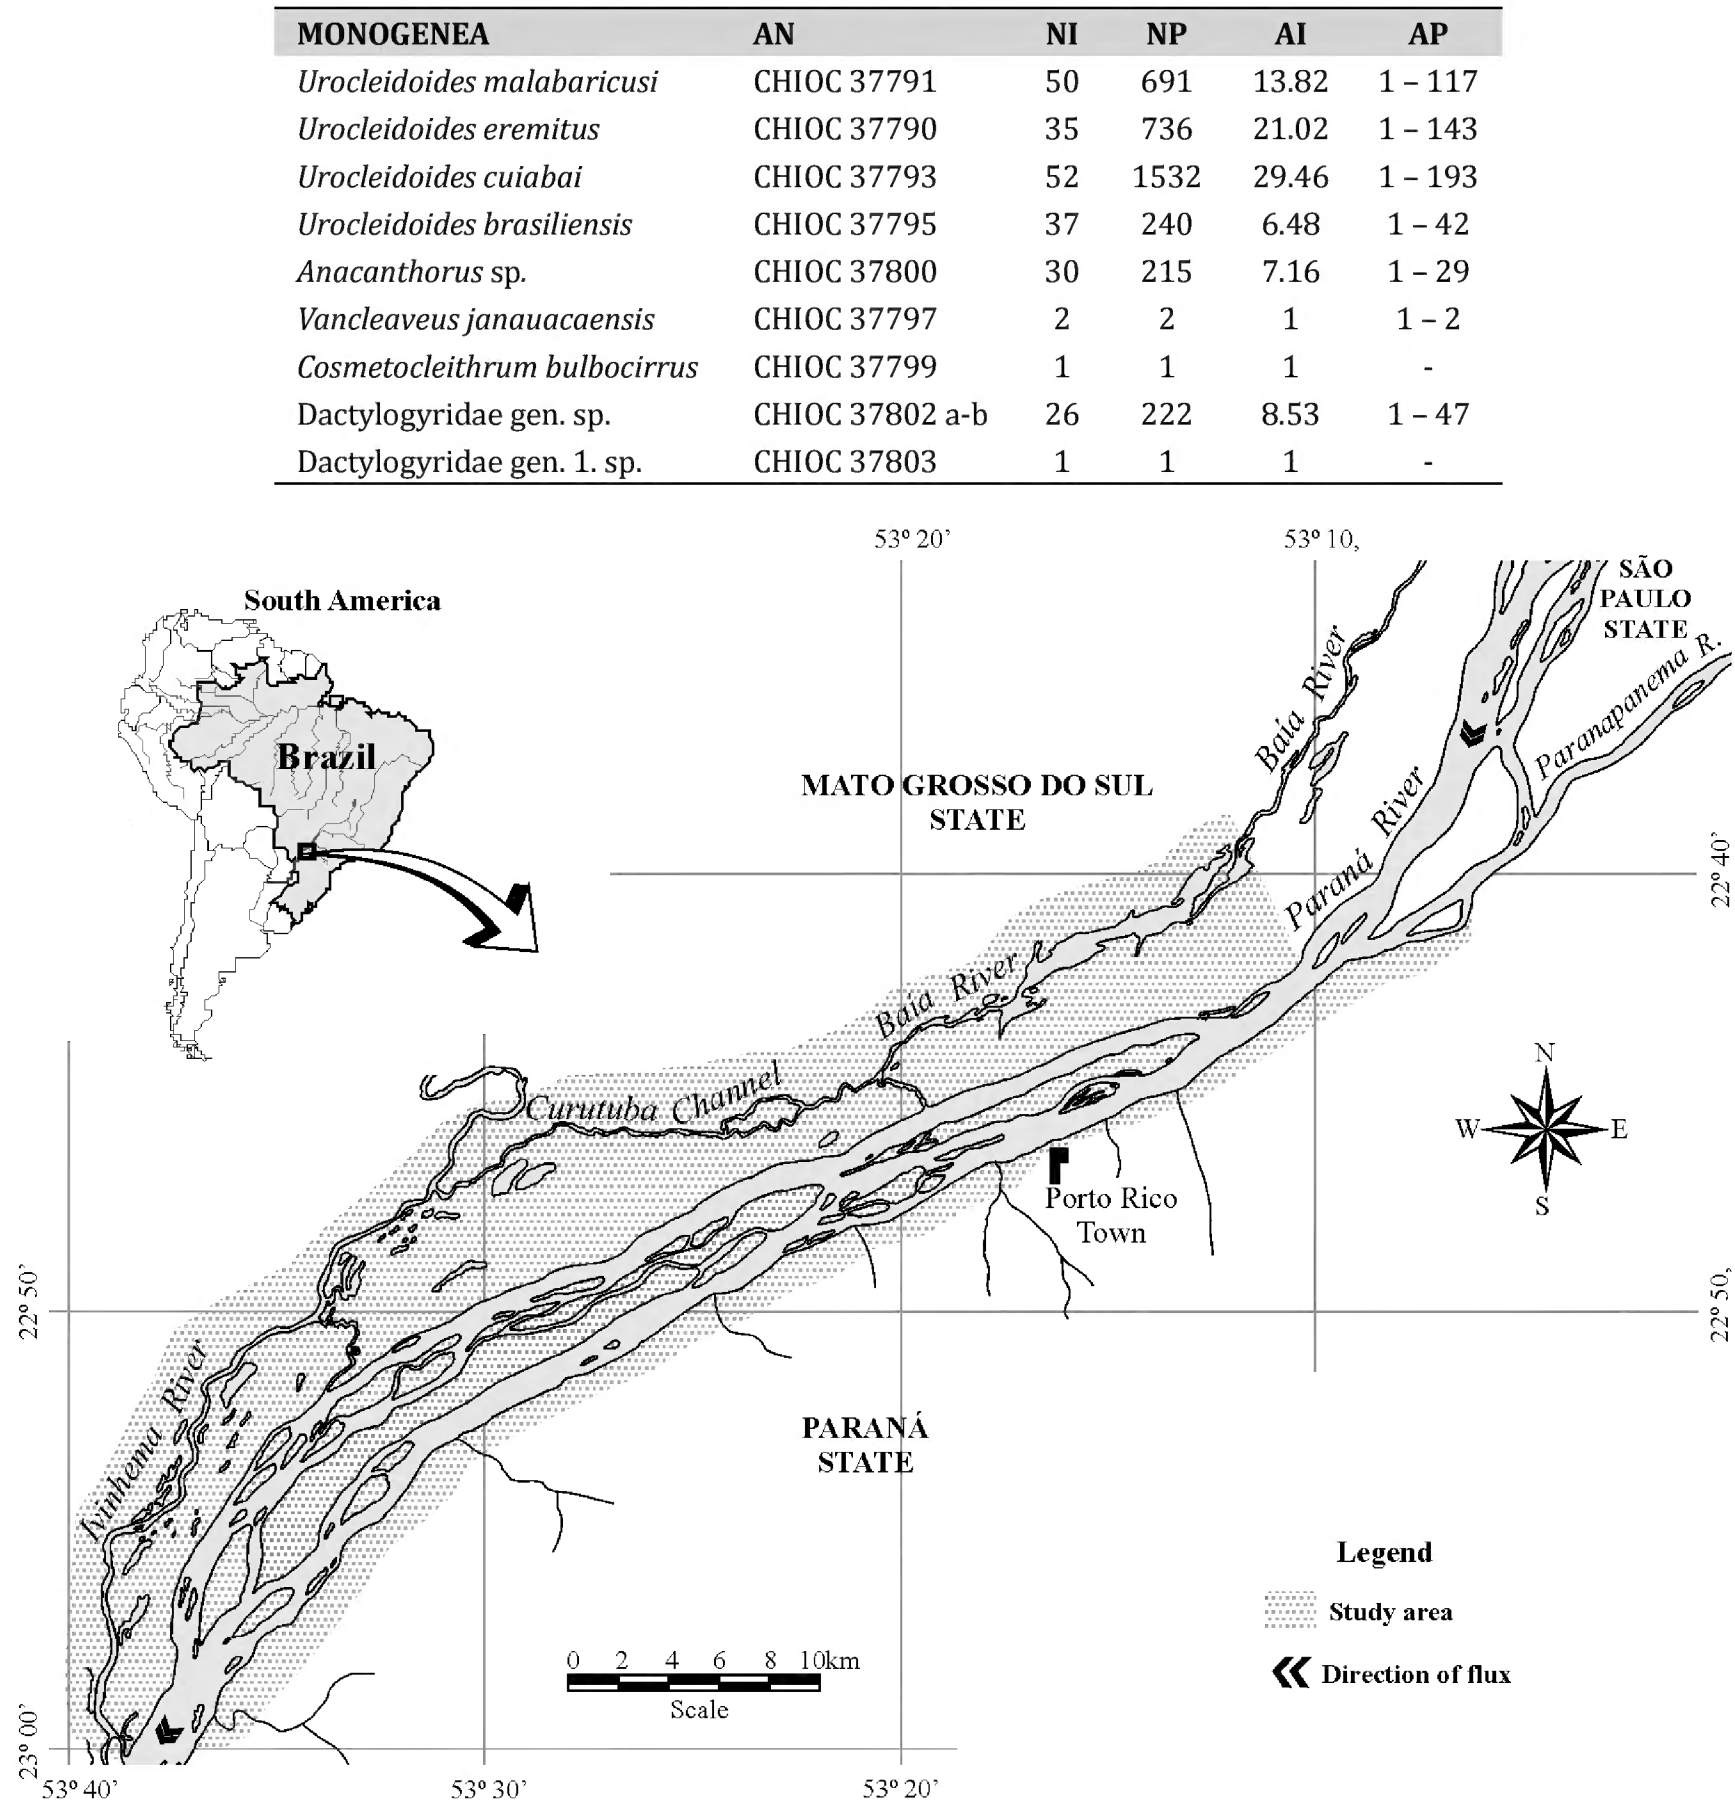 MONOGENEA AN NI NP AI AP
Urocleidoides malabaricusi CHIOC 37791 50 691 13.82 1 – 117
Urocleidoides eremitus CHIOC 37790 35 736 21.02 1 – 143
Urocleidoides cuiabai CHIOC 37793 52 1532 29.46 1 – 193
Urocleidoides brasiliensis CHIOC 37795 37 240 6.48 1 – 42
Anacanthorus sp. CHIOC 37800 30 215 7.16 1 – 29
Vancleaveus janauacaensis CHIOC 37797 2 2 1 1 – 2
Cosmetocleithrum bulbocirrus CHIOC 37799 1 1 1 -
Dactylogyridae gen. sp. CHIOC 37802 a-b 26 222 8.53 1 – 47
Dactylogyridae gen. 1. sp. CHIOC 37803 1 1 1 -
53º 20’ 53º 10,
South America
Brazil
SÃO
PAULO
STATE
Paranapanema R.
Baía River
MATO GROSSO DO SUL
STATE
Paraná River
22º 40’
Baía River
Curutuba Channel
N
W E
S
Porto Rico
Town
22º 50’
22º 50,
Ivinhema River
PARANÁ
STATE
Legend
Study area
Direction of flux
0 2 4 6 8 10km
Scale
23º 00’
53º 40’ 53º 30’ 53º 20’